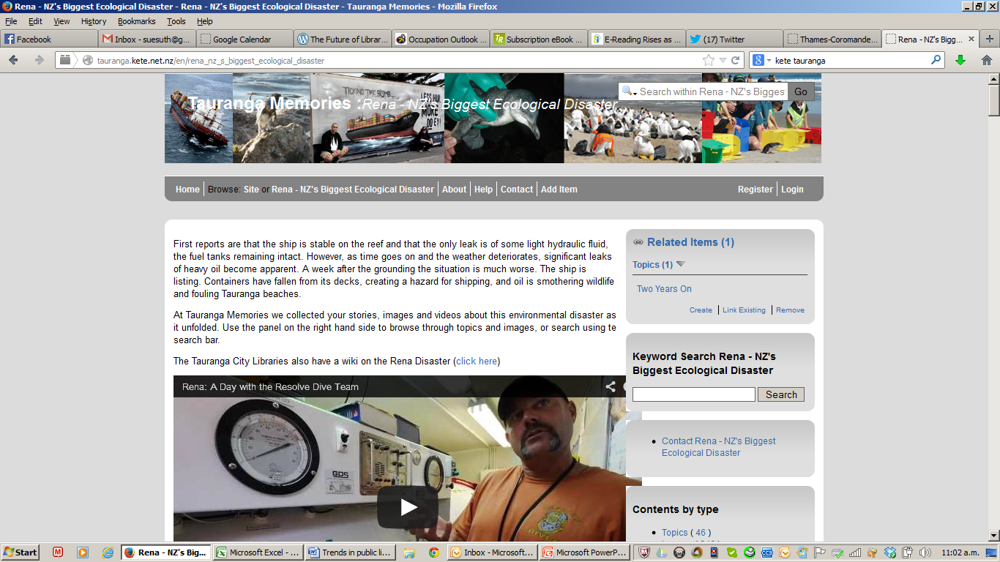 Rena - NZ's Biggest Ecological Disaster - Rena - NZ's Biggest Ecological Disaster - Tauranga Memories - Mozilla Firefox
File Edit View History Bookmarks Tools Help
Facebook Inbox - suesuth@g... Google Calendar The Future of Librar... Occupation Outlook ... Subscription eBook ... E-Reading Rises as ... (17) Twitter Thames-Coromande... Rena - NZ's Bigg...
tauranga.kete.net.nz/en/rena_nz_s_biggest_ecological_disaster kete tauranga
TICKING TIME BOMB...
LESS HUI MORE DOEY!
Tauranga Memories :Rena - NZ's Biggest Ecological Disaster
Search within Rena - NZ's Biggest Go
Home Browse: Site or Rena - NZ's Biggest Ecological Disaster About Help Contact Add Item Register Login
First reports are that the ship is stable on the reef and that the only leak is of some light hydraulic fluid,
the fuel tanks remaining intact. However, as time goes on and the weather deteriorates, significant leaks
of heavy oil become apparent. A week after the grounding the situation is much worse. The ship is
listing. Containers have fallen from its decks, creating a hazard for shipping, and oil is smothering wildlife
and fouling Tauranga beaches.
At Tauranga Memories we collected your stories, images and videos about this environmental disaster as
it unfolded. Use the panel on the right hand side to browse through topics and images, or search using te
search bar.
The Tauranga City Libraries also have a wiki on the Rena Disaster (click here)
Rena: A Day with the Resolve Dive Team
GDS
Related Items (1)
Topics (1)
Two Years On
Create Link Existing Remove
Keyword Search Rena - NZ's
Biggest Ecological Disaster
Search
Contact Rena - NZ's Biggest
Ecological Disaster
Contents by type
Topics ( 46 )
Start Rena - NZ's Big... Microsoft Excel - ... Trends in public li... Inbox - Microsoft... Microsoft PowerP... 11:02 a.m.